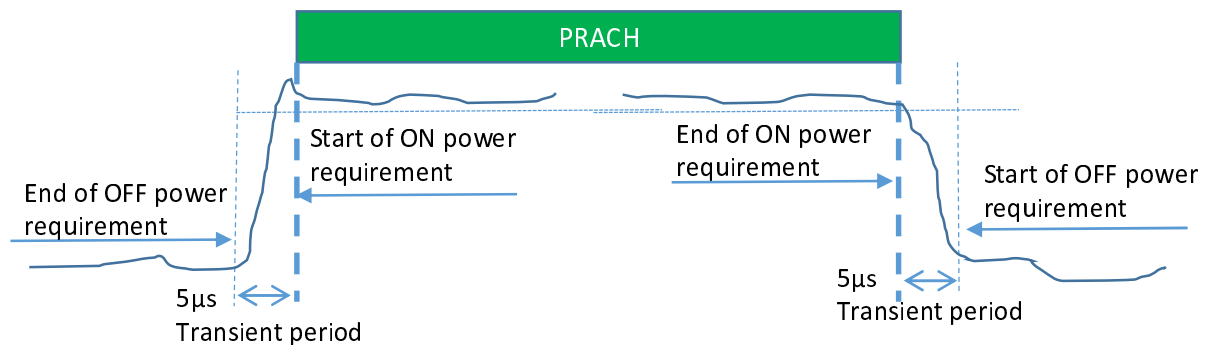 PRACH
Start of ON power
requirement
End of ON power
requirement
End of OFF power
requirement
Start of OFF power
requirement
5µs
Transient period
5µs
Transient period